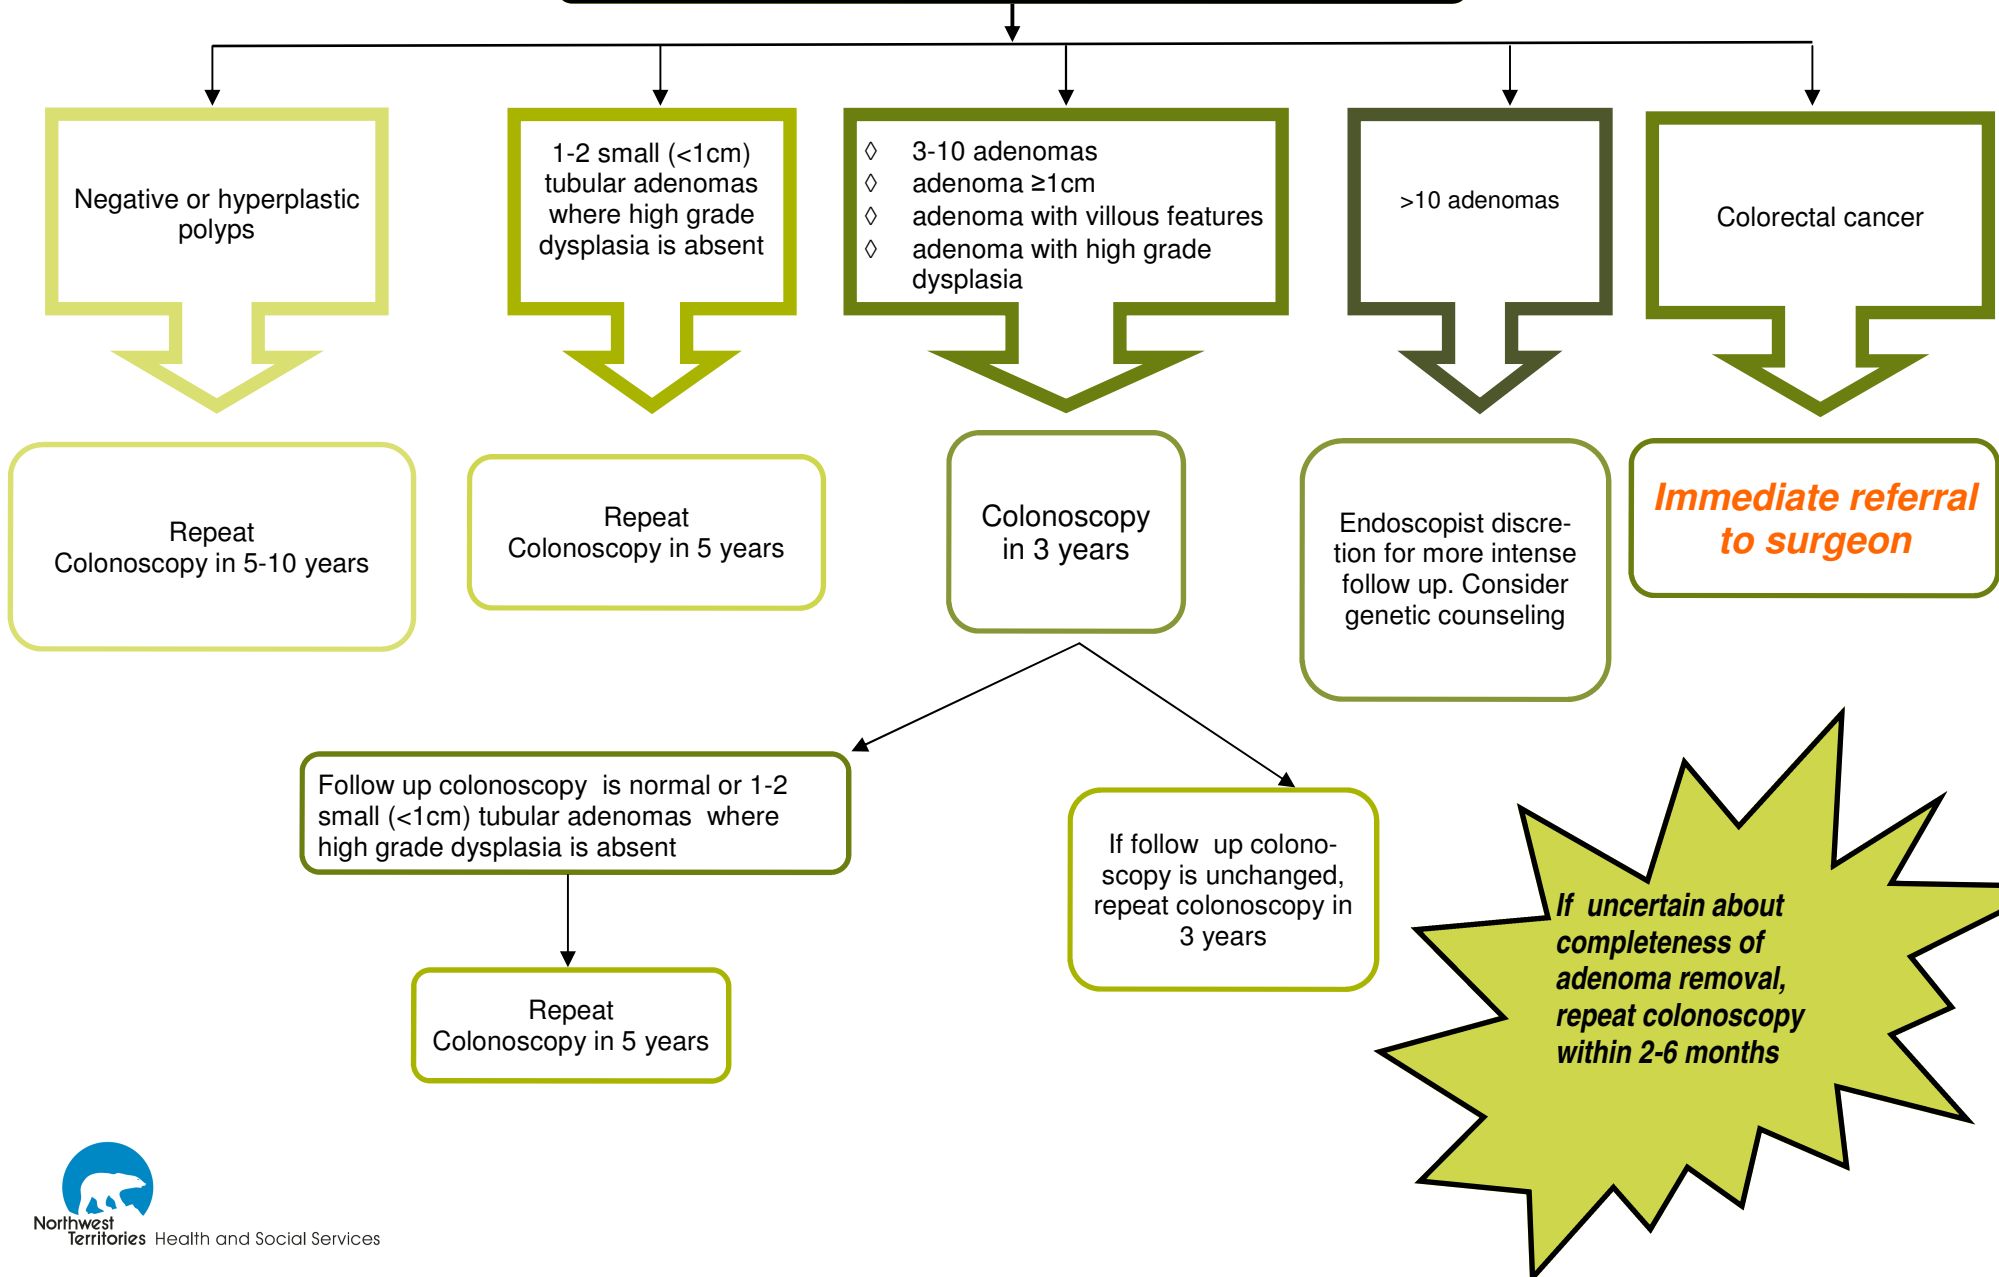 Negative or hyperplastic
polyps
1-2 small (<1cm)
tubular adenomas
where high grade
dysplasia is absent
◊ 3-10 adenomas
◊ adenoma ≥1cm
◊ adenoma with villous features
◊ adenoma with high grade
dysplasia
>10 adenomas
Colorectal cancer
Repeat
Colonoscopy in 5-10 years
Repeat
Colonoscopy in 5 years
Colonoscopy
in 3 years
Endoscopist discre-
tion for more intense
follow up. Consider
genetic counseling
Immediate referral
to surgeon
Follow up colonoscopy  is normal or 1-2
small (<1cm) tubular adenomas  where
high grade dysplasia is absent
If follow  up colono-
scopy is unchanged,
repeat colonoscopy in
3 years
Repeat
Colonoscopy in 5 years
If  uncertain about
completeness of
adenoma removal,
repeat colonoscopy
within 2-6 months
Northwest
Territories Health and Social Services